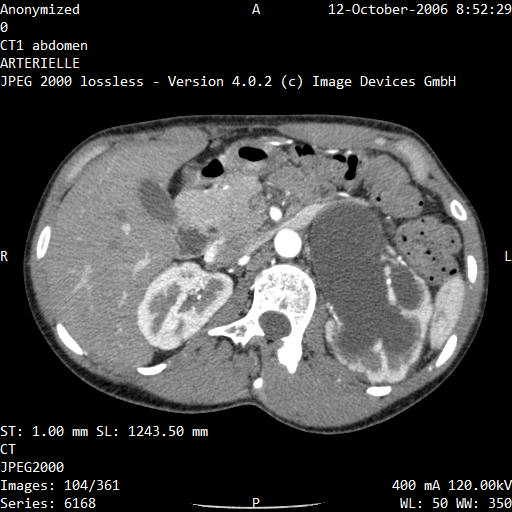 Anonymized A 12-October-2006 8:52:29
0
CT1 abdomen
ARTERIELLE
JPEG 2000 lossless - Version 4.0.2 (c) Image Devices GmbH
R L
ST: 1.00 mm SL: 1243.50 mm
CT
JPEG2000
Images: 104/361 400 mA 120.00kV
Series: 6168 P WL: 50 WW: 350